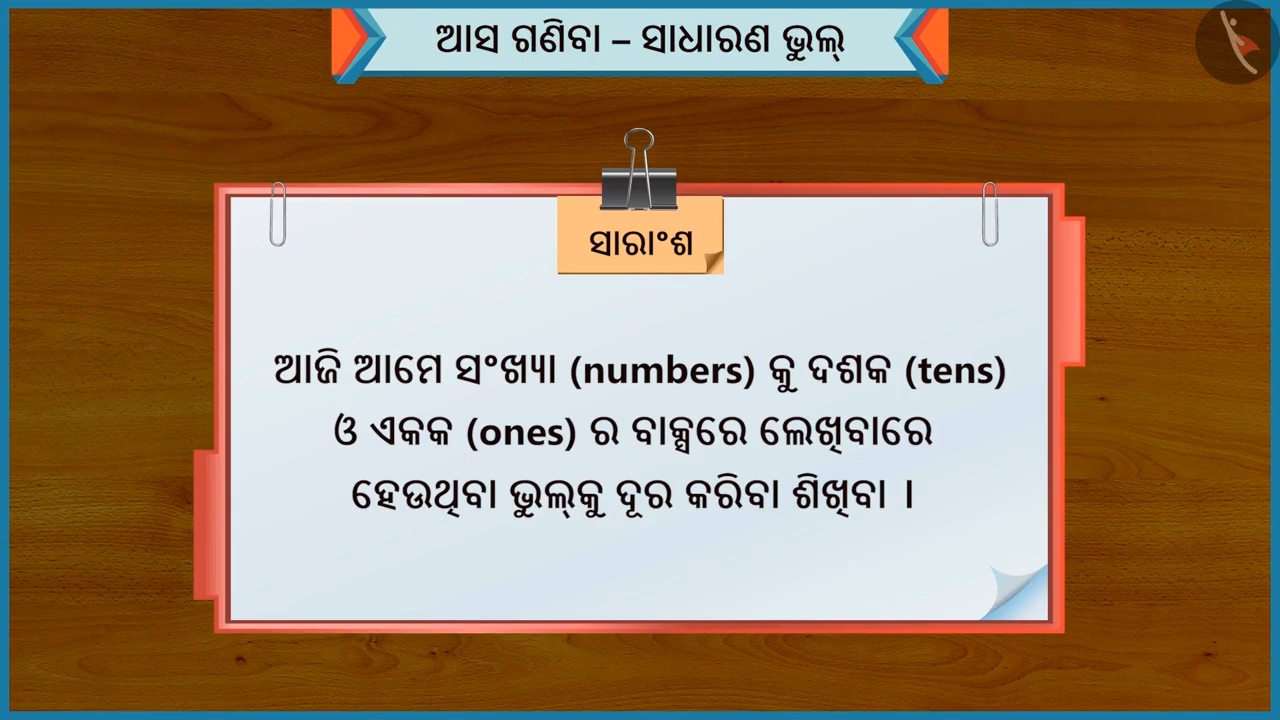 ଆସ ଗଣିବା – ସାଧାରଣ ଭୁଲ୍
ସାରାଂଶ
ଆଜି ଆମେ ସଂଖ୍ୟା (numbers) କୁ ଦଶକ (tens)
ଓ ଏକକ (ones) ର ବାକ୍ସରେ ଲେଖିବାରେ
ହେଉଥିବା ଭୁଲ୍‌କୁ ଦୂର କରିବା ଶିଖିବା ।